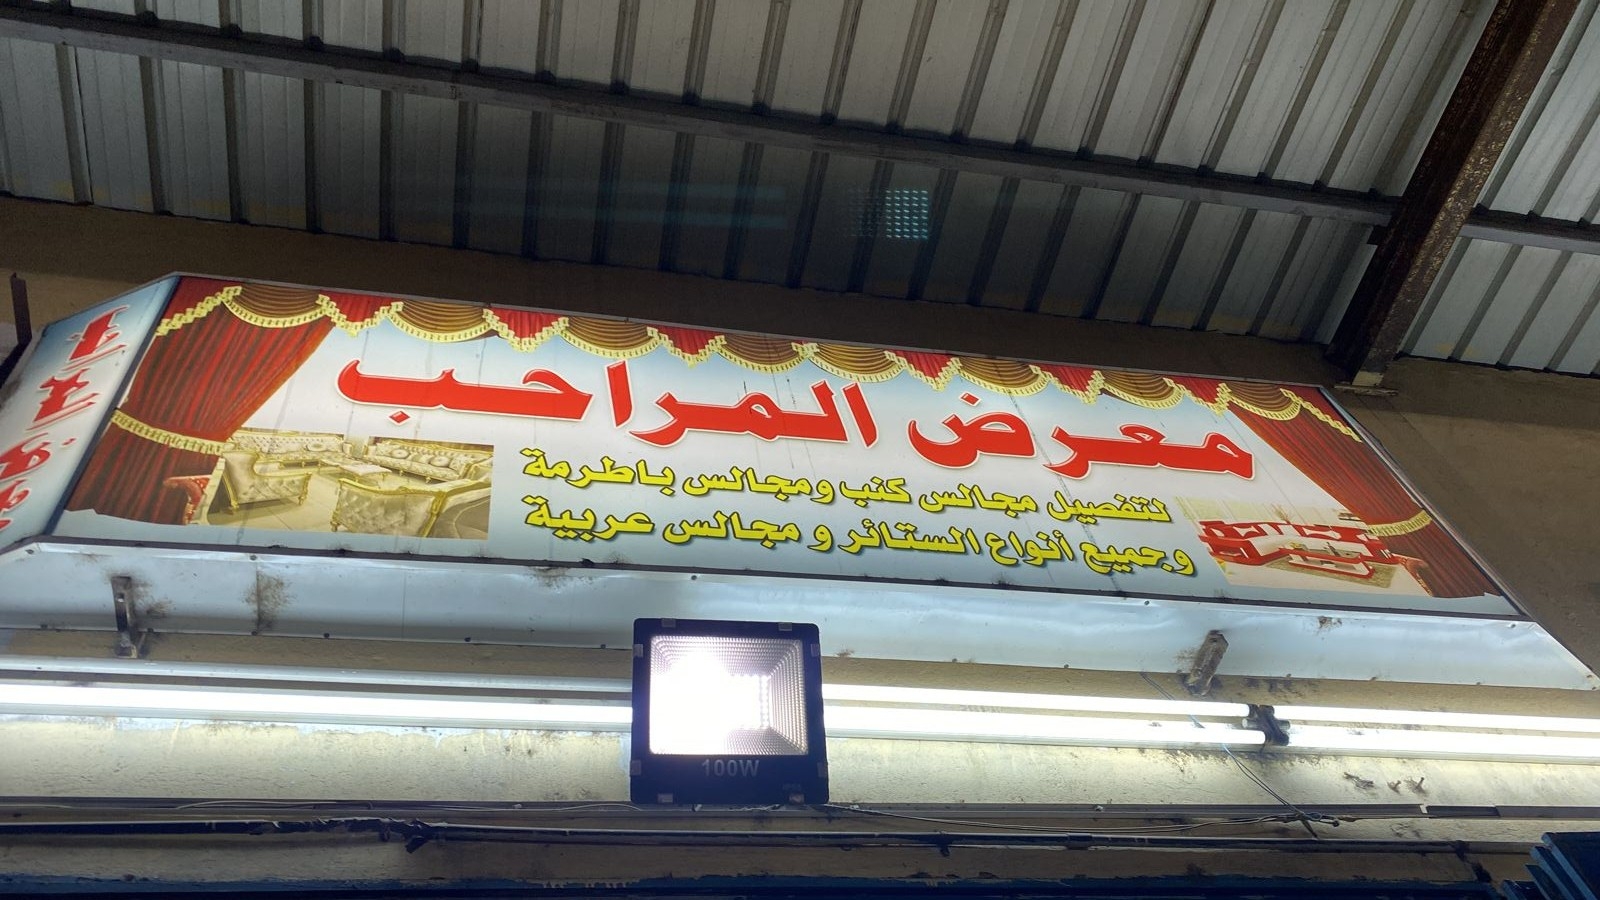 معرض المراحب
لتفصيل مجالس كنب ومجالس باطرمة
وجميع أنواع الستائر و مجالس عربية
100W